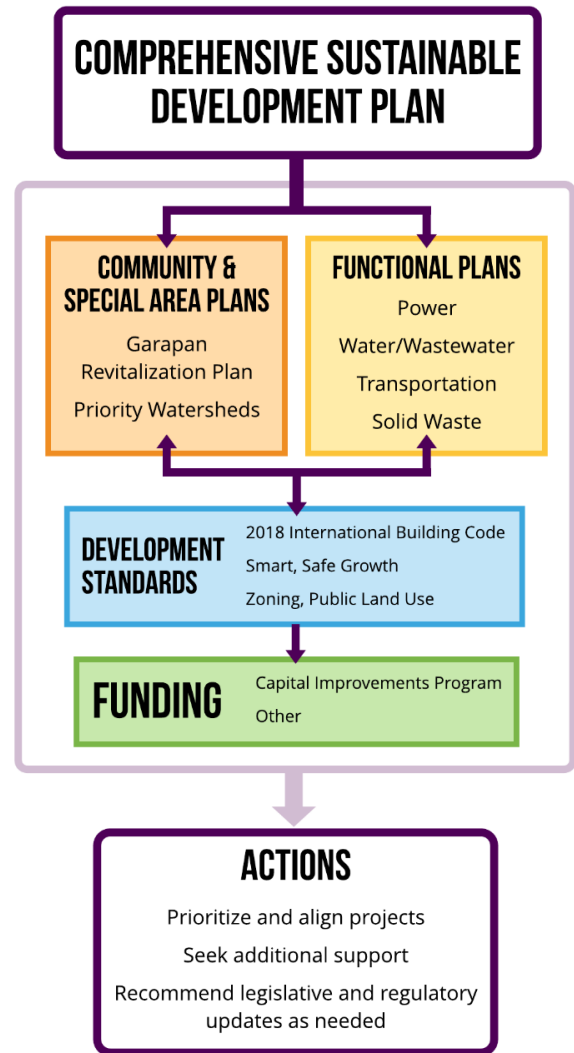 COMPREHENSIVE SUSTAINABLE
DEVELOPMENT PLAN
COMMUNITY &
SPECIAL AREA PLANS
Garapan
Revitalization Plan
Priority Watersheds
FUNCTIONAL PLANS
Power
Water/Wastewater
Transportation
Solid Waste
DEVELOPMENT
STANDARDS
2018 International Building Code
Smart, Safe Growth
Zoning, Public Land Use
FUNDING
Capital Improvements Program
Other
ACTIONS
Prioritize and align projects
Seek additional support
Recommend legislative and regulatory
updates as needed